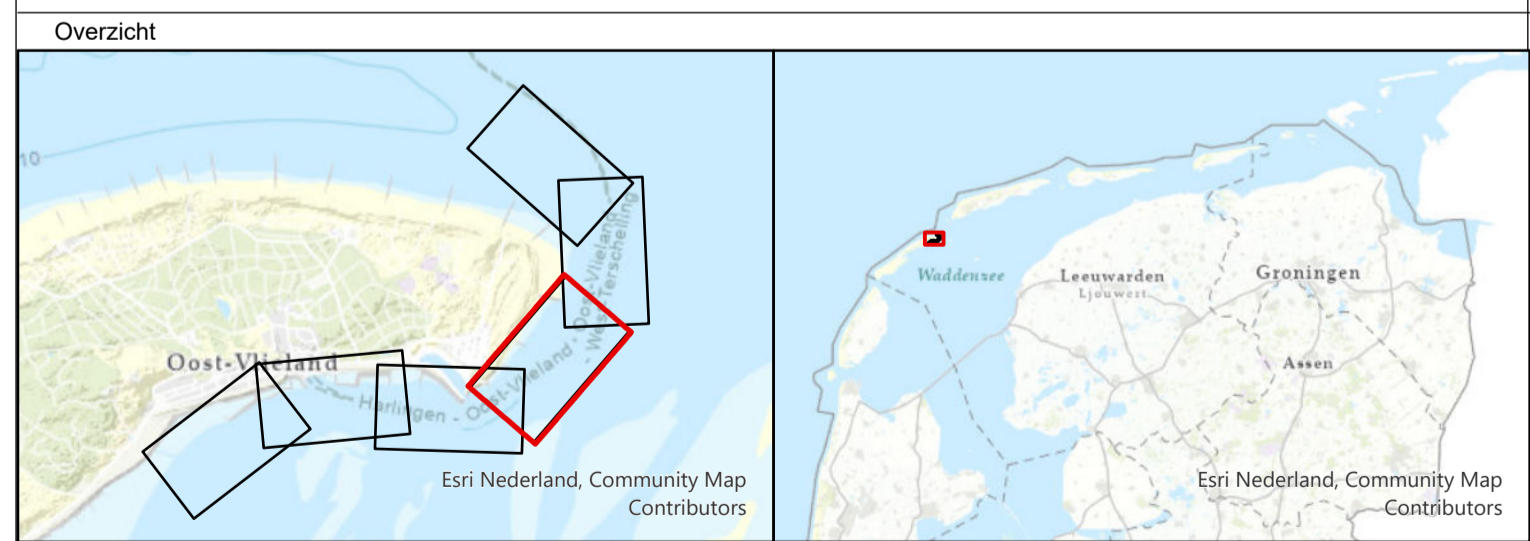 Overzicht
10
Oost-Vlieland
Harlingen - Oost-Vlieland
Oost-Vlieland
- West-Terschelling
Esri Nederland, Community Map
Contributors
Waddenzee
Leeuwarden
Ljouwert
Groningen
Assen
Esri Nederland, Community Map
Contributors